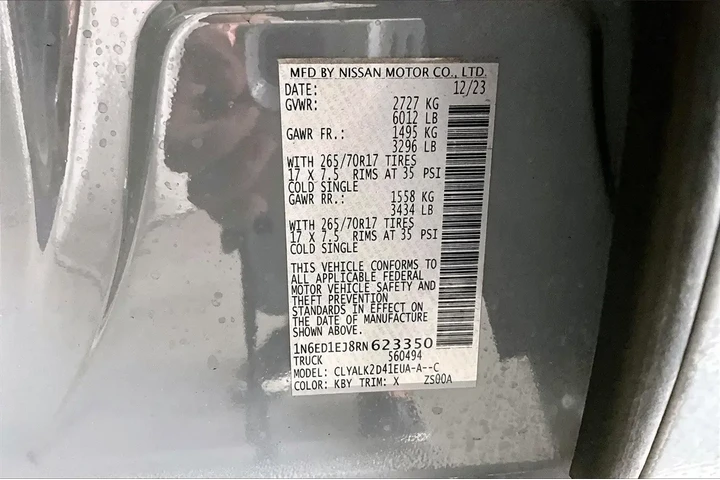 MFD BY NISSAN MOTOR CO., LTD.
DATE: 12/23
GVWR: 2727 KG
6012 LB
GAWR FR.: 1495 KG
3296 LB
WITH 265/70R17 TIRES
17 X 7.5 RIMS AT 35 PSI
COLD SINGLE
GAWR RR.: 1558 KG
3434 LB
WITH 265/70R17 TIRES
17 X 7.5 RIMS AT 35 PSI
COLD SINGLE
THIS VEHICLE CONFORMS TO
ALL APPLICABLE FEDERAL
MOTOR VEHICLE SAFETY AND
THEFT PREVENTION
STANDARDS IN EFFECT ON
THE DATE OF MANUFACTURE
SHOWN ABOVE.
1N6ED1EJ8RN623350
TRUCK 560494
MODEL: CLYALK2D41EUA-A--C
COLOR: KBY TRIM: X ZS00A